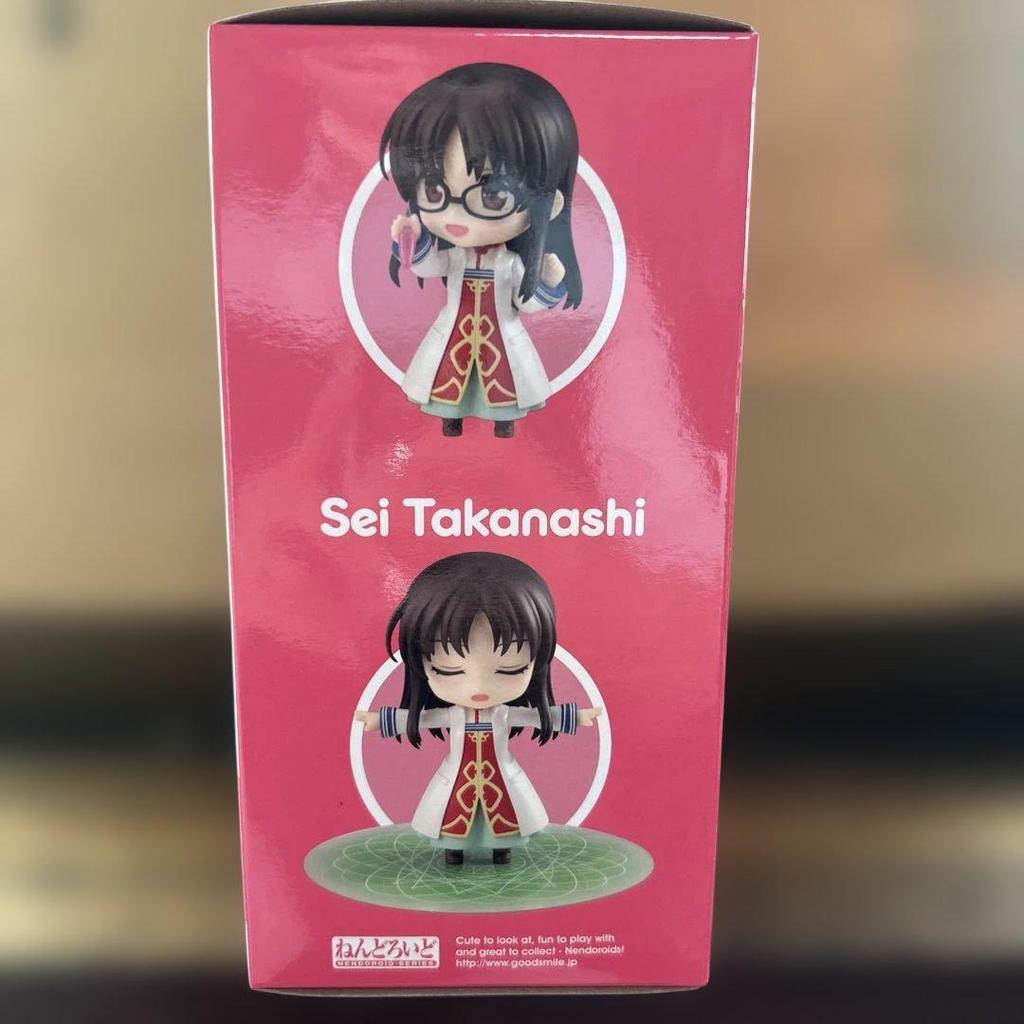 Sei Takanashi
ねんどろいど
NENDOROID-SERIES
Cute to look at, fun to play with
and great to collect - Nendoroids!
http://www.goodsmile.jp